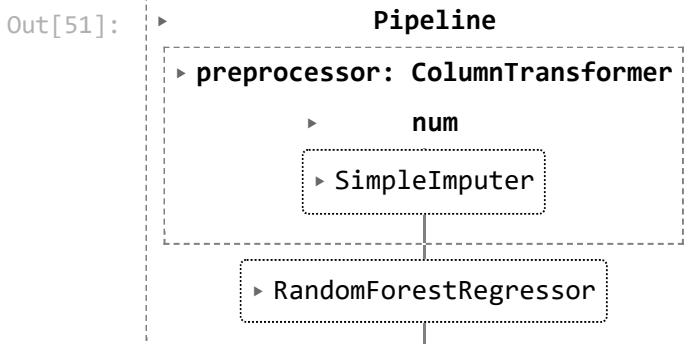 Out[51]: ▸ Pipeline
▸ preprocessor: ColumnTransformer
▸ num
▸ SimpleImputer
▸ RandomForestRegressor